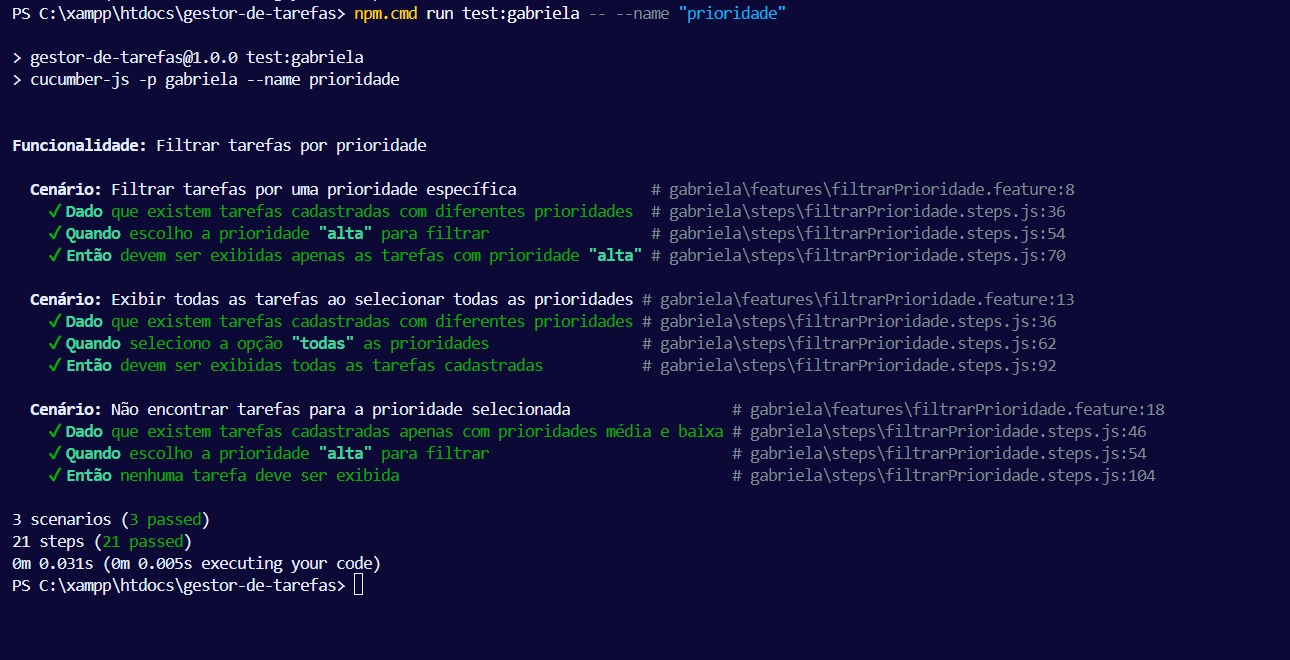 PS C:\xampp\htdocs\gestor-de-tarefas> npm.cmd run test:gabriela -- --name "prioridade"
> gestor-de-tarefas@1.0.0 test:gabriela
> cucumber-js -p gabriela --name prioridade
Funcionalidade: Filtrar tarefas por prioridade
Cenário: Filtrar tarefas por uma prioridade específica # gabriela\features\filtrarPrioridade.feature:8
✓ Dado que existem tarefas cadastradas com diferentes prioridades # gabriela\steps\filtrarPrioridade.steps.js:36
✓ Quando escolho a prioridade "alta" para filtrar # gabriela\steps\filtrarPrioridade.steps.js:54
✓ Então devem ser exibidas apenas as tarefas com prioridade "alta" # gabriela\steps\filtrarPrioridade.steps.js:70
Cenário: Exibir todas as tarefas ao selecionar todas as prioridades # gabriela\features\filtrarPrioridade.feature:13
✓ Dado que existem tarefas cadastradas com diferentes prioridades # gabriela\steps\filtrarPrioridade.steps.js:36
✓ Quando seleciono a opção "todas" as prioridades # gabriela\steps\filtrarPrioridade.steps.js:62
✓ Então devem ser exibidas todas as tarefas cadastradas # gabriela\steps\filtrarPrioridade.steps.js:92
Cenário: Não encontrar tarefas para a prioridade selecionada # gabriela\features\filtrarPrioridade.feature:18
✓ Dado que existem tarefas cadastradas apenas com prioridades média e baixa # gabriela\steps\filtrarPrioridade.steps.js:46
✓ Quando escolho a prioridade "alta" para filtrar # gabriela\steps\filtrarPrioridade.steps.js:54
✓ Então nenhuma tarefa deve ser exibida # gabriela\steps\filtrarPrioridade.steps.js:104
3 scenarios (3 passed)
21 steps (21 passed)
0m 0.031s (0m 0.005s executing your code)
PS C:\xampp\htdocs\gestor-de-tarefas>